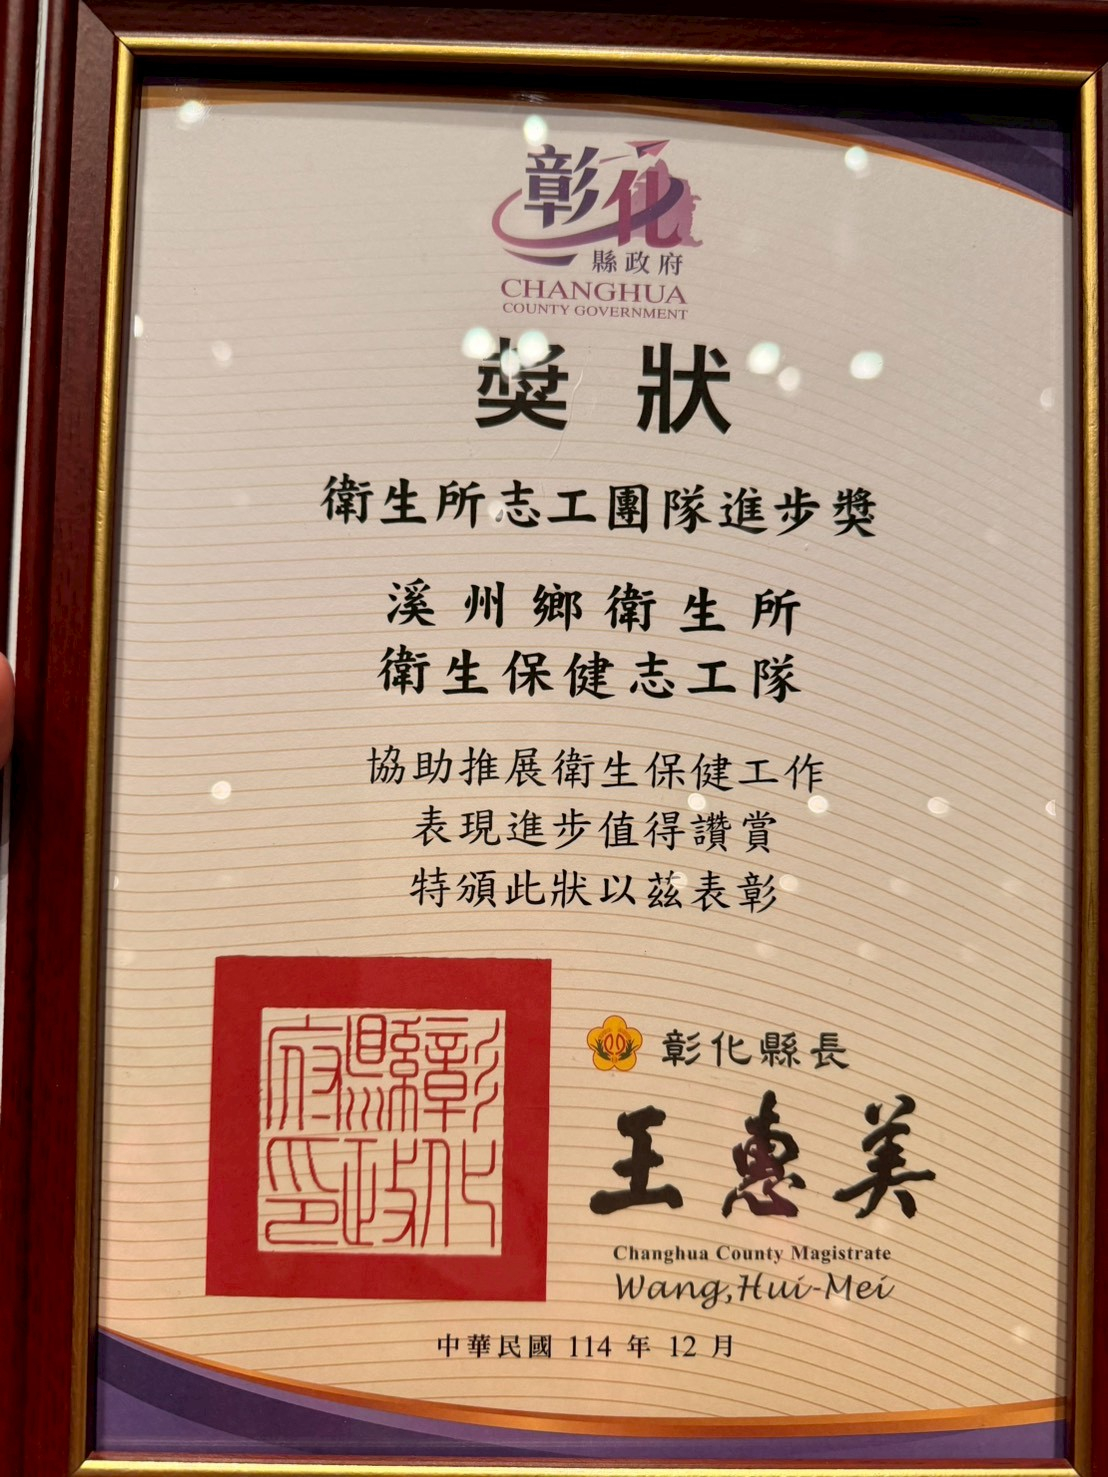 彰化
縣政府
CHANGHUA
COUNTY GOVERNMENT
獎狀
衛生所志工團隊進步獎
溪州鄉衛生所
衛生保健志工隊
協助推展衛生保健工作
表現進步值得讚賞
特頒此狀以茲表彰
彰化縣政府印
彰化縣長
王惠美
Changhua County Magistrate
Wang,Hui-Mei
中華民國 114 年 12 月